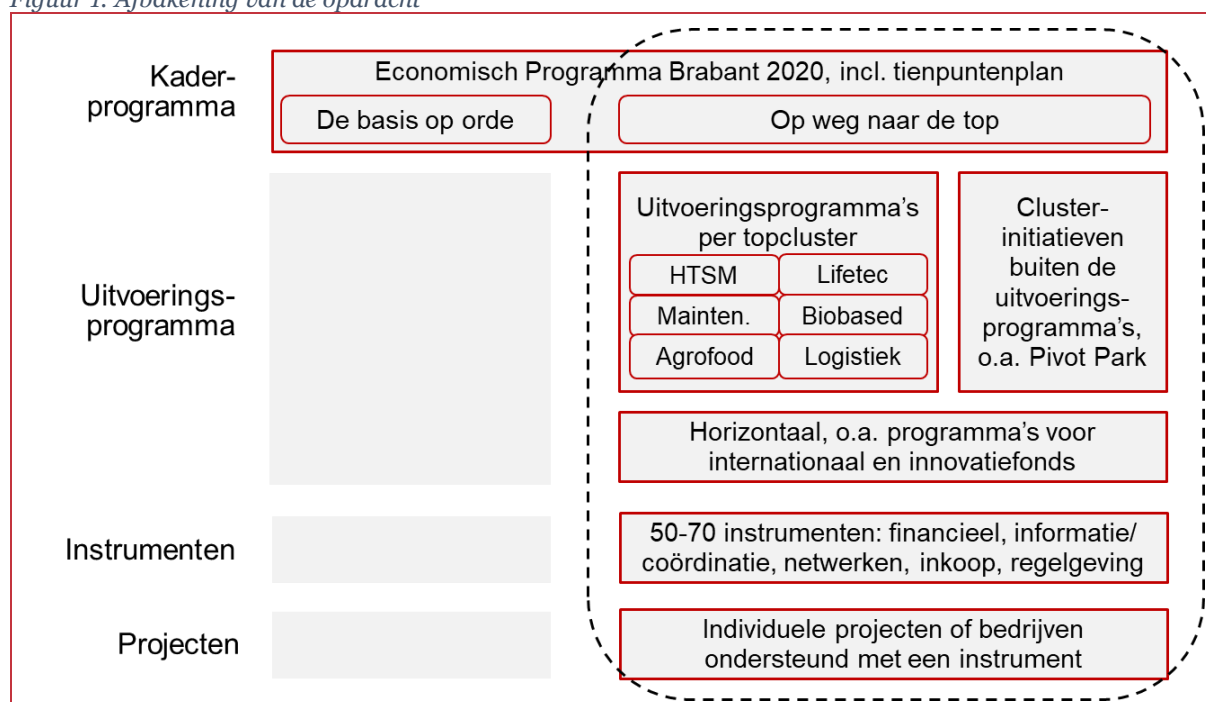 Figuur 1. Afbakening van de opdracht
Kader-
programma
Economisch Programma Brabant 2020, incl. tienpuntenplan
De basis op orde
Op weg naar de top
Uitvoerings-
programma
Uitvoeringsprogramma's
per topcluster
HTSM
Lifetec
Mainten.
Biobased
Agrofood
Logistiek
Cluster-
initiatieven
buiten de
uitvoerings-
programma's,
o.a. Pivot Park
Horizontaal, o.a. programma's voor
internationaal en innovatiefonds
Instrumenten
50-70 instrumenten: financieel, informatie/
coördinatie, netwerken, inkoop, regelgeving
Projecten
Individuele projecten of bedrijven
ondersteund met een instrument